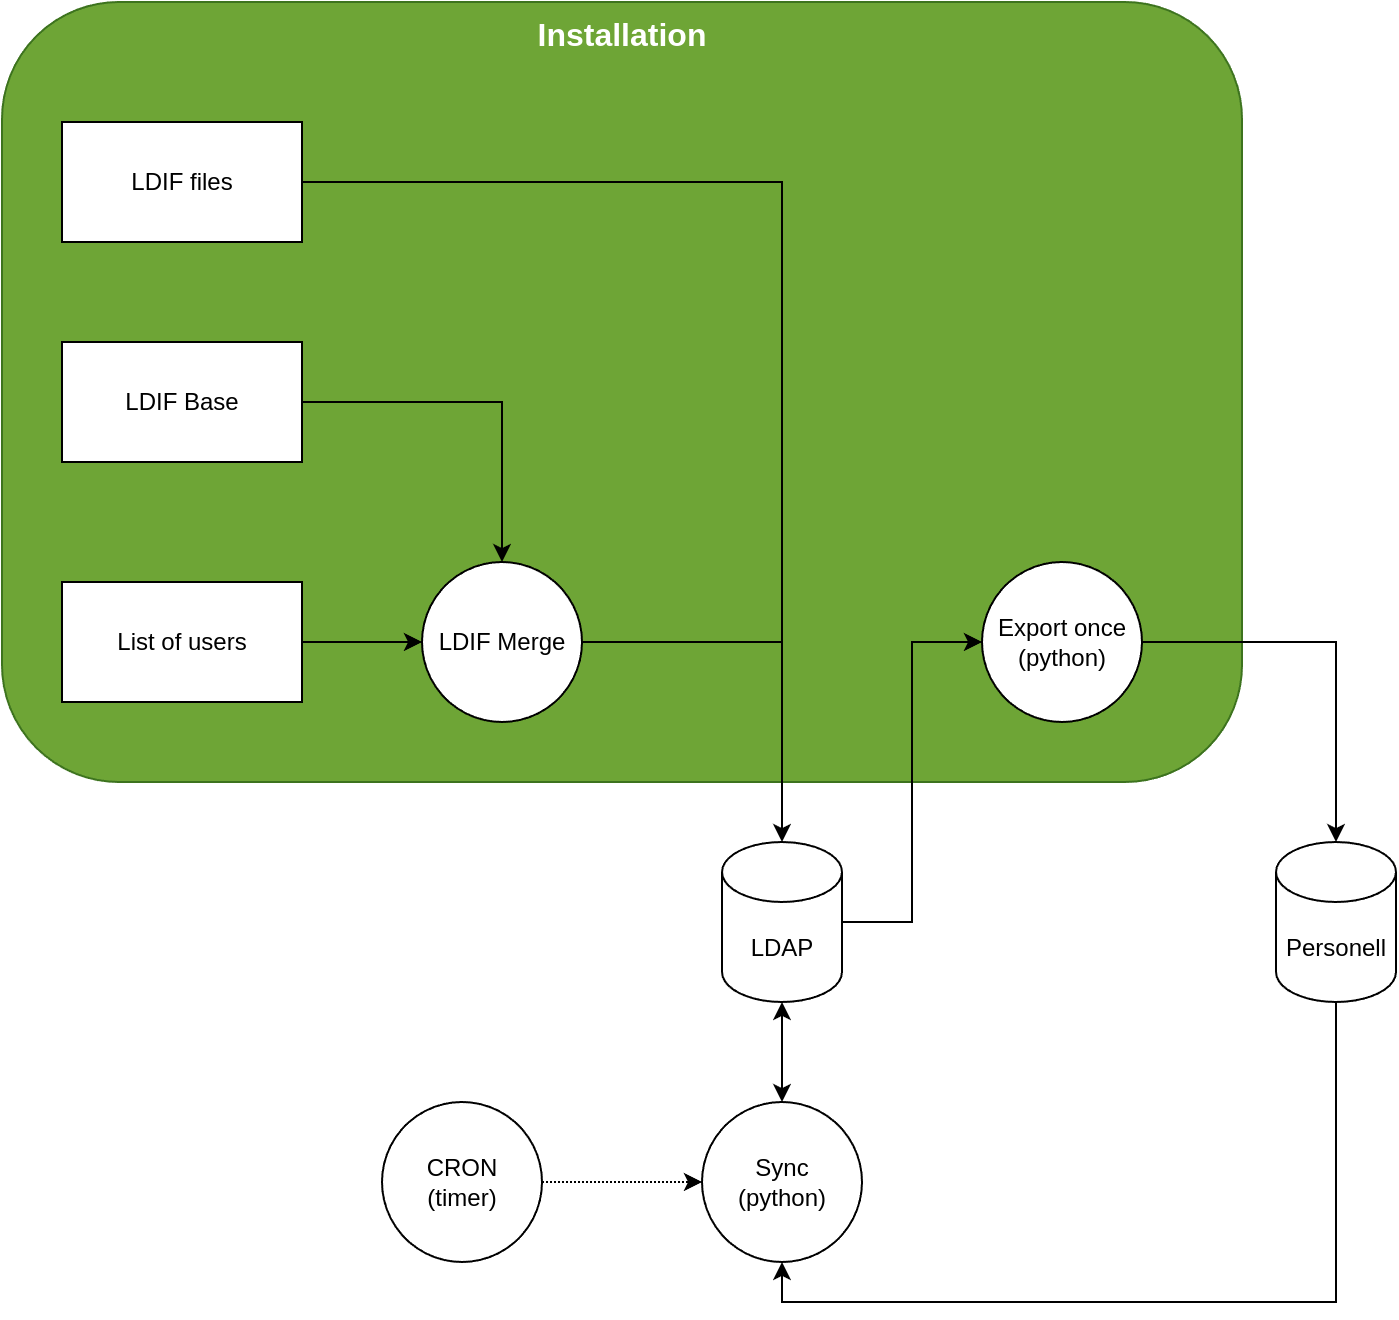 Installation
LDIF files
LDIF Base
List of users
LDIF Merge
Export once
(python)
LDAP
Personell
CRON
(timer)
Sync
(python)